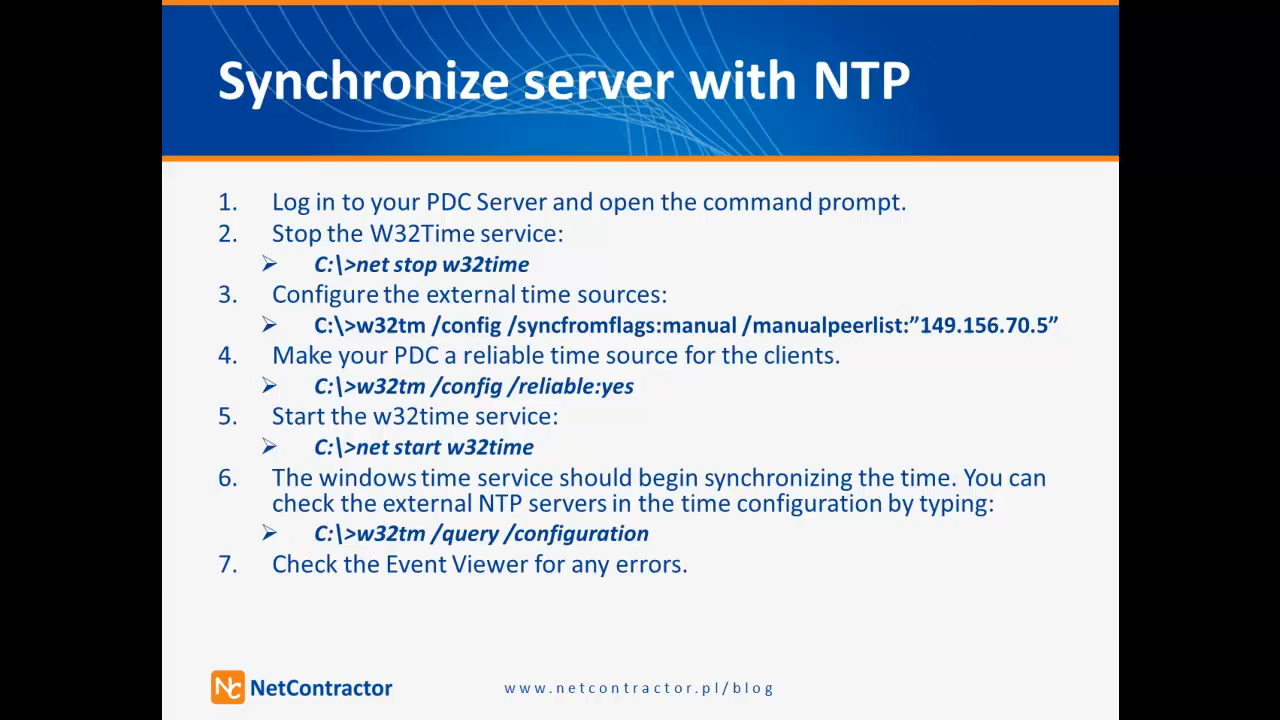 Synchronize server with NTP
1. Log in to your PDC Server and open the command prompt.
2. Stop the W32Time service:
➢ C:\>net stop w32time
3. Configure the external time sources:
➢ C:\>w32tm /config /syncfromflags:manual /manualpeerlist:”149.156.70.5”
4. Make your PDC a reliable time source for the clients.
➢ C:\>w32tm /config /reliable:yes
5. Start the w32time service:
➢ C:\>net start w32time
6. The windows time service should begin synchronizing the time. You can
check the external NTP servers in the time configuration by typing:
➢ C:\>w32tm /query /configuration
7. Check the Event Viewer for any errors.
NC NetContractor
www.netcontractor.pl/blog